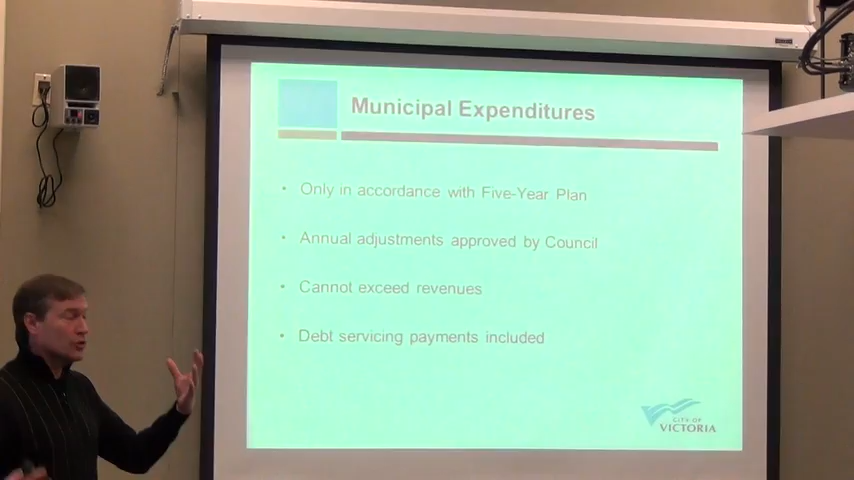 Municipal Expenditures
• Only in accordance with Five-Year Plan
• Annual adjustments approved by Council
• Cannot exceed revenues
• Debt servicing payments included
CITY OF
VICTORIA